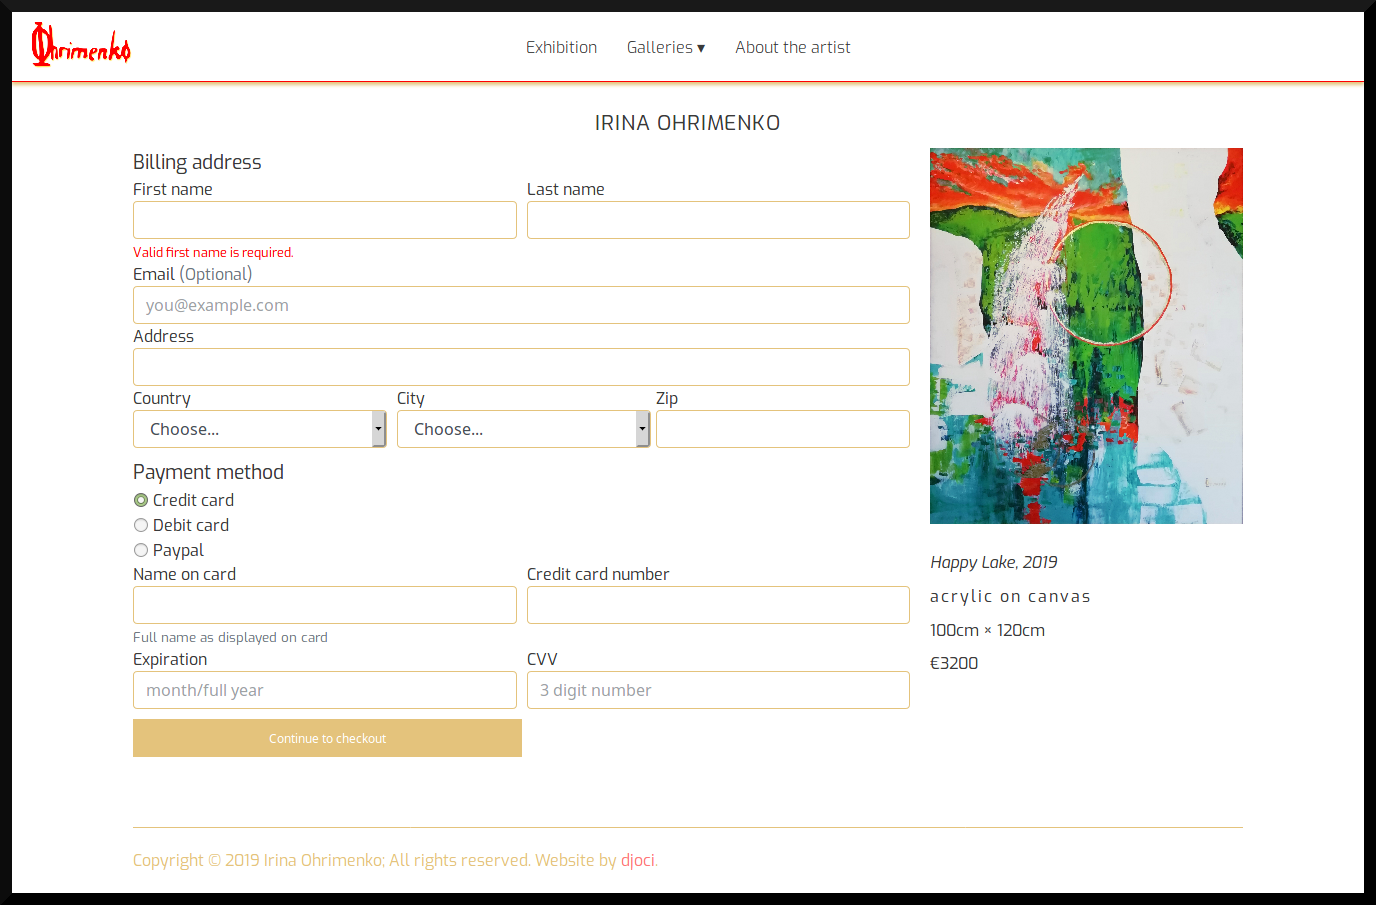 Ohrimenko
Exhibition
Galleries ▾
About the artist
IRINA OHRIMENKO
Billing address
First name
Last name
Valid first name is required.
Email (Optional)
you@example.com
Address
Country
City
Zip
Choose...
Choose...
Payment method
Credit card
Debit card
Paypal
Name on card
Credit card number
Full name as displayed on card
Expiration
CVV
month/full year
3 digit number
Continue to checkout
Happy Lake, 2019
acrylic on canvas
100cm × 120cm
€3200
Copyright © 2019 Irina Ohrimenko; All rights reserved. Website by djoci.